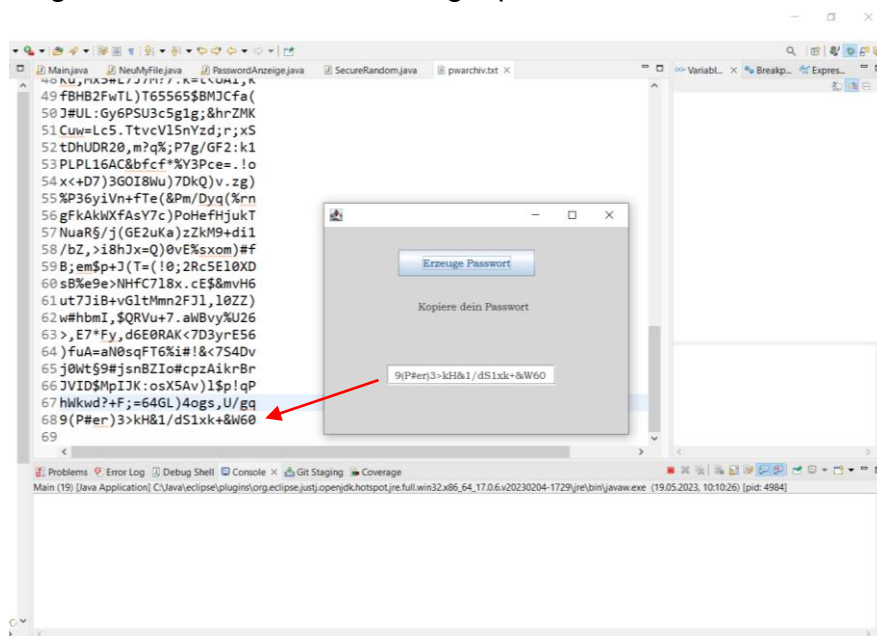 Main.java NeuMyFile.java PasswordAnzeige.java SecureRandom.java pwarchiv.txt
Variabl... Breakp... Expres...
49 fBHB2FwTL)T65565$BMJCfa(
50 J#UL:Gy6PSU3c5g1g;&hrZMK
51 Cuw=Lc5.TtvcVl5nYzd;r;xS
52 tDhUDR20,m?q%;P7g/GF2:k1
53 PLPL16AC&bfcf*%Y3Pce=.!o
54 x<+D7)3GOI8Wu)7DkQ)v.zg)
55 %P36yiVn+fTe(&Pm/Dyq(%rn
56 gFkAkWXfAsY7c)PoHefHjukT
57 NuaR§/j(GE2uKa)zZkM9+di1
58 /bZ,>i8hJx=Q)0vE%sxom)#f
59 B;em$p+J(T=(!0;2Rc5El0XD
60 sB%e9e>NHfC7l8x.cE$&mvH6
61 ut7JiB+vGltMmn2FJl,l0ZZ)
62 w#hbmI,$QRVu+7.aWBvy%U26
63 >,E7*Fy,d6E0RAK<7D3yrE56
64 )fuA=aN0sqFT6%i#!&<7S4Dv
65 j0Wt§9#jsnBZIo#cpzAikrBr
66 JVID$MpIJK:osX5Av)l$p!qP
67 hWkwd?+F;=64GL)4ogs,U/gq
68 9(P#er)3>kH&1/dS1xk+&W60
69
Erzeuge Passwort
Kopiere dein Passwort
9(P#er)3>kH&1/dS1xk+&W60
Problems Error Log Debug Shell Console Git Staging Coverage
Main (19) [Java Application] C:\Java\eclipse\plugins\org.eclipse.justj.openjdk.hotspot.jre.full.win32.x86_64_17.0.6.v20230204-1729\jre\bin\javaw.exe (19.05.2023, 10:10:26) [pid: 4984]